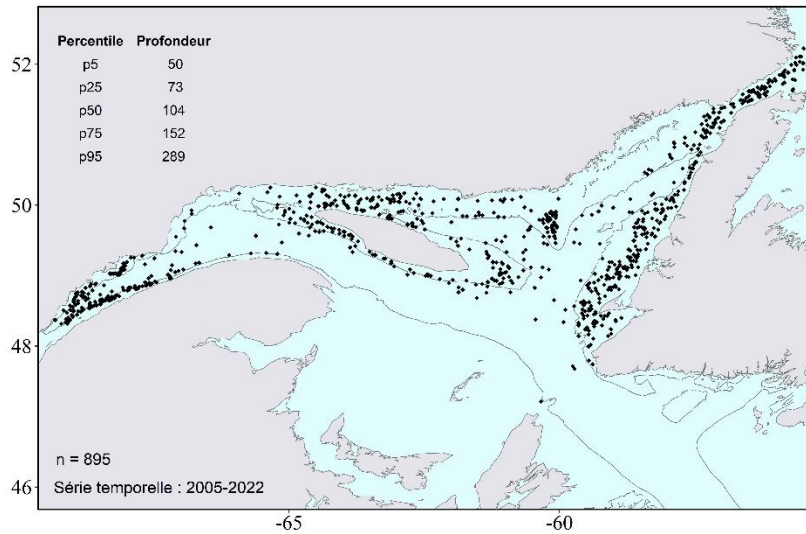 Percentile Profondeur
p5 50
p25 73
p50 104
p75 152
p95 289
n = 895
Série temporelle : 2005-2022
52
50
48
46
-65 -60